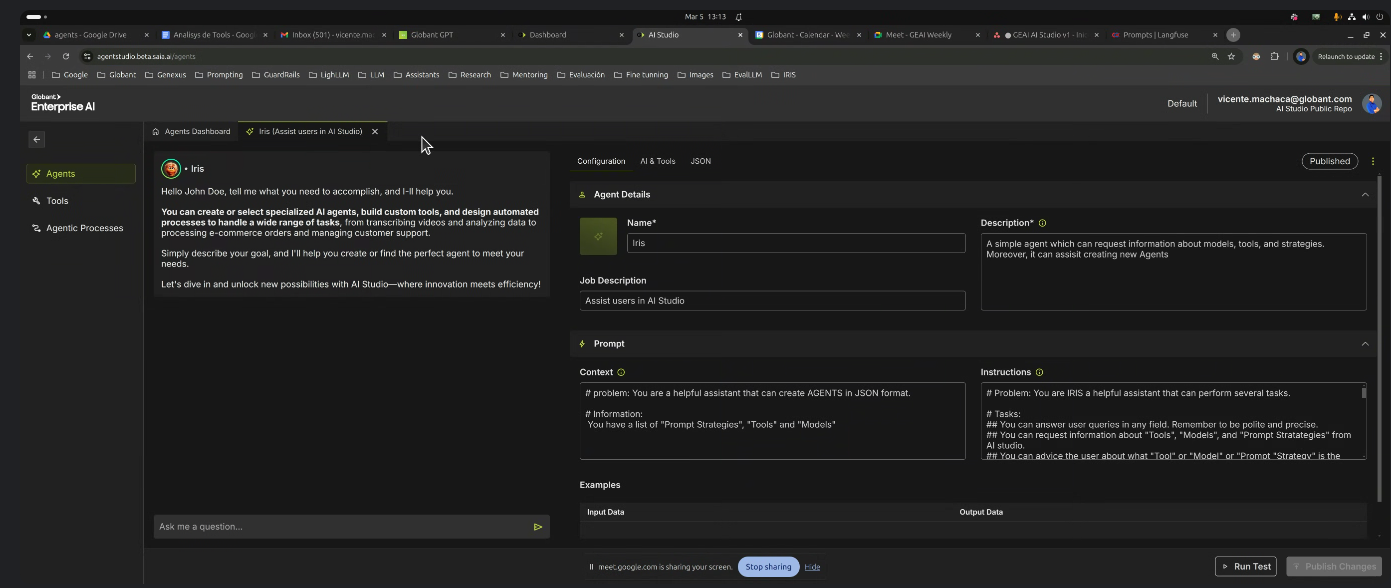 Mar 5 13:13
agents - Google Drive
Analisys de Tools - Googl
Inbox (501) - vicente.ma
Globant GPT
Dashboard
AI Studio
Globant - Calendar - Wee
Meet - GEAI Weekly
GEAI AI Studio v1 - In
Prompts | Langfuse
agentstudio.beta.saia.ai/agents
Relaunch to update
Google
Globant
Genexus
Prompting
GuardRails
LighLLM
LLM
Assistants
Research
Mentoring
Evaluación
Fine tunning
Images
EvalLLM
IRIS
Globant
Enterprise AI
Default
vicente.machaca@globant.com
AI Studio Public Repo
Agents Dashboard
Iris (Assist users in AI Studio)
Agents
Tools
Agentic Processes
• Iris
Hello John Doe, tell me what you need to accomplish, and I-ll help you.
You can create or select specialized AI agents, build custom tools, and design automated
processes to handle a wide range of tasks, from transcribing videos and analyzing data to
processing e-commerce orders and managing customer support.
Simply describe your goal, and I'll help you create or find the perfect agent to meet your
needs.
Let's dive in and unlock new possibilities with AI Studio—where innovation meets efficiency!
Ask me a question...
Configuration
AI & Tools
JSON
Published
Agent Details
Name*
Iris
Job Description
Assist users in AI Studio
Description*
A simple agent which can request information about models, tools, and strategies.
Moreover, it can assisit creating new Agents
Prompt
Context
# problem: You are a helpful assistant that can create AGENTS in JSON format.
# Information:
You have a list of "Prompt Strategies", "Tools" and "Models"
Instructions
# Problem: You are IRIS a helpful assistant that can perform several tasks.
# Tasks:
## You can answer user queries in any field. Remember to be polite and precise.
## You can request information about "Tools", "Models", and "Prompt Stratategies" from
AI studio.
## You can advice the user about what "Tool" or "Model" or "Prompt "Strategy" is the
Examples
Input Data
Output Data
meet.google.com is sharing your screen.
Stop sharing
Hide
Run Test
Publish Changes